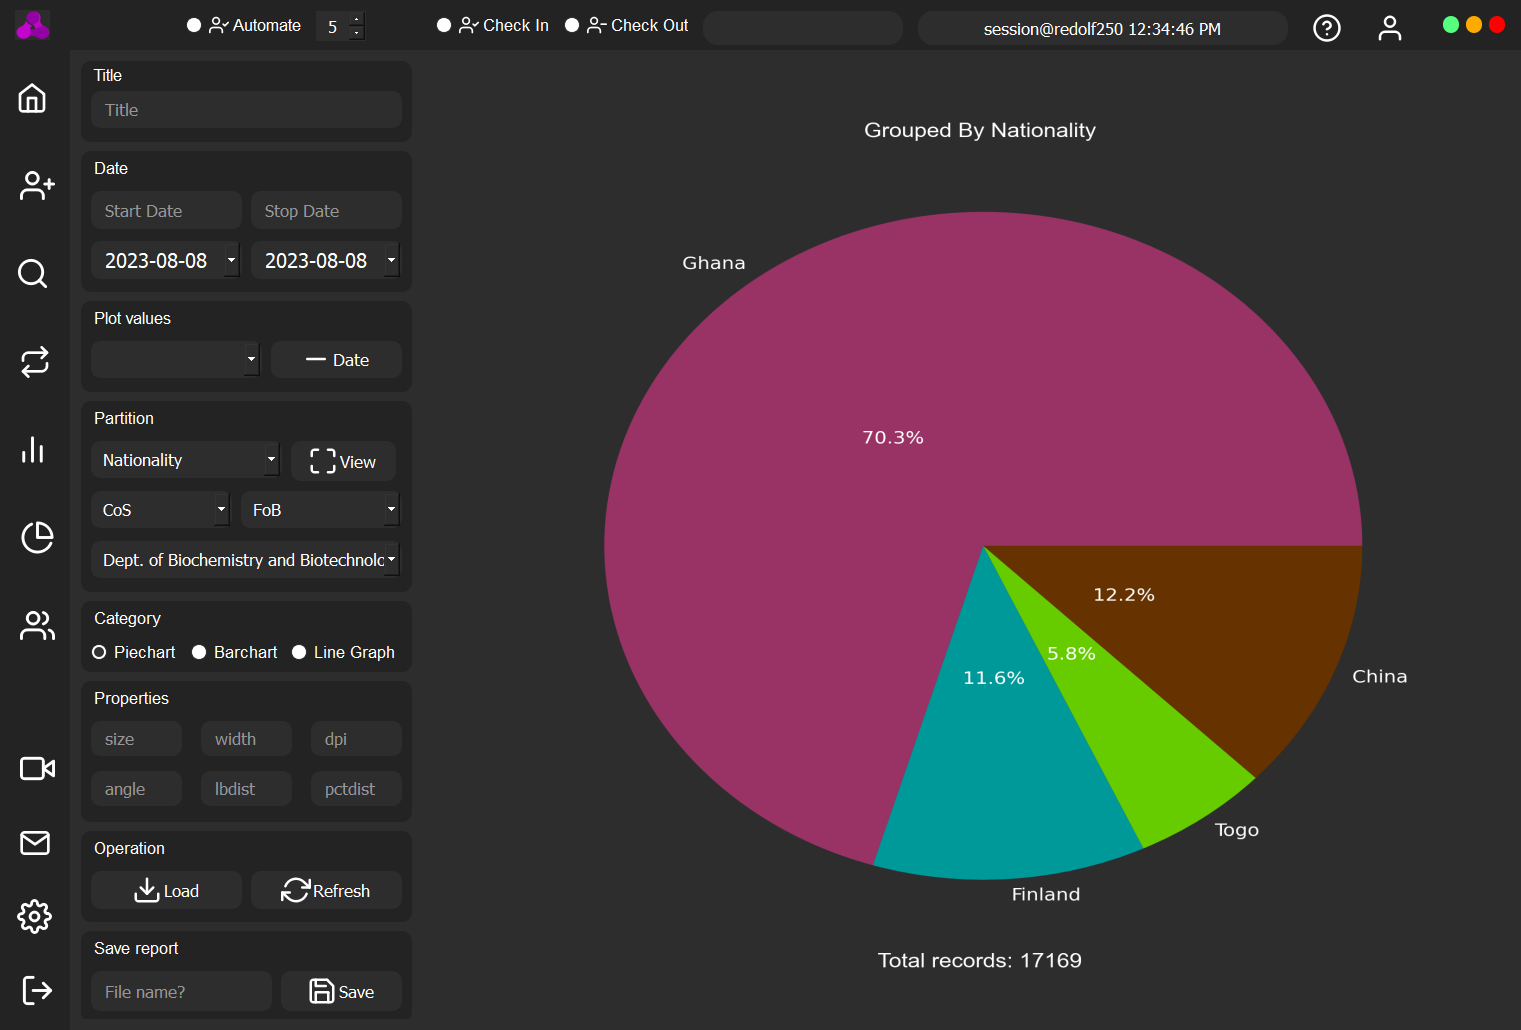 Automate
5
Check In
Check Out
session@redolf250 12:34:46 PM
Title
Title
Date
Start Date
Stop Date
2023-08-08
2023-08-08
Plot values
Date
Partition
Nationality
View
CoS
FoB
Dept. of Biochemistry and Biotechnolo
Category
Piechart
Barchart
Line Graph
Properties
size
width
dpi
angle
lbdist
pctdist
Operation
Load
Refresh
Save report
File name?
Save
Grouped By Nationality
Ghana
70.3%
12.2%
5.8%
11.6%
China
Togo
Finland
Total records: 17169